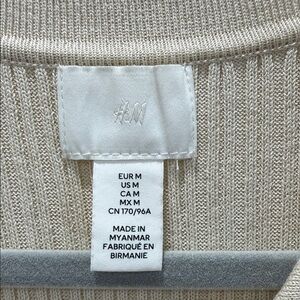 H&M
EUR M
US M
CA M
MX M
CN 170/96A
MADE IN
MYANMAR
FABRIQUÉ EN
BIRMANIE